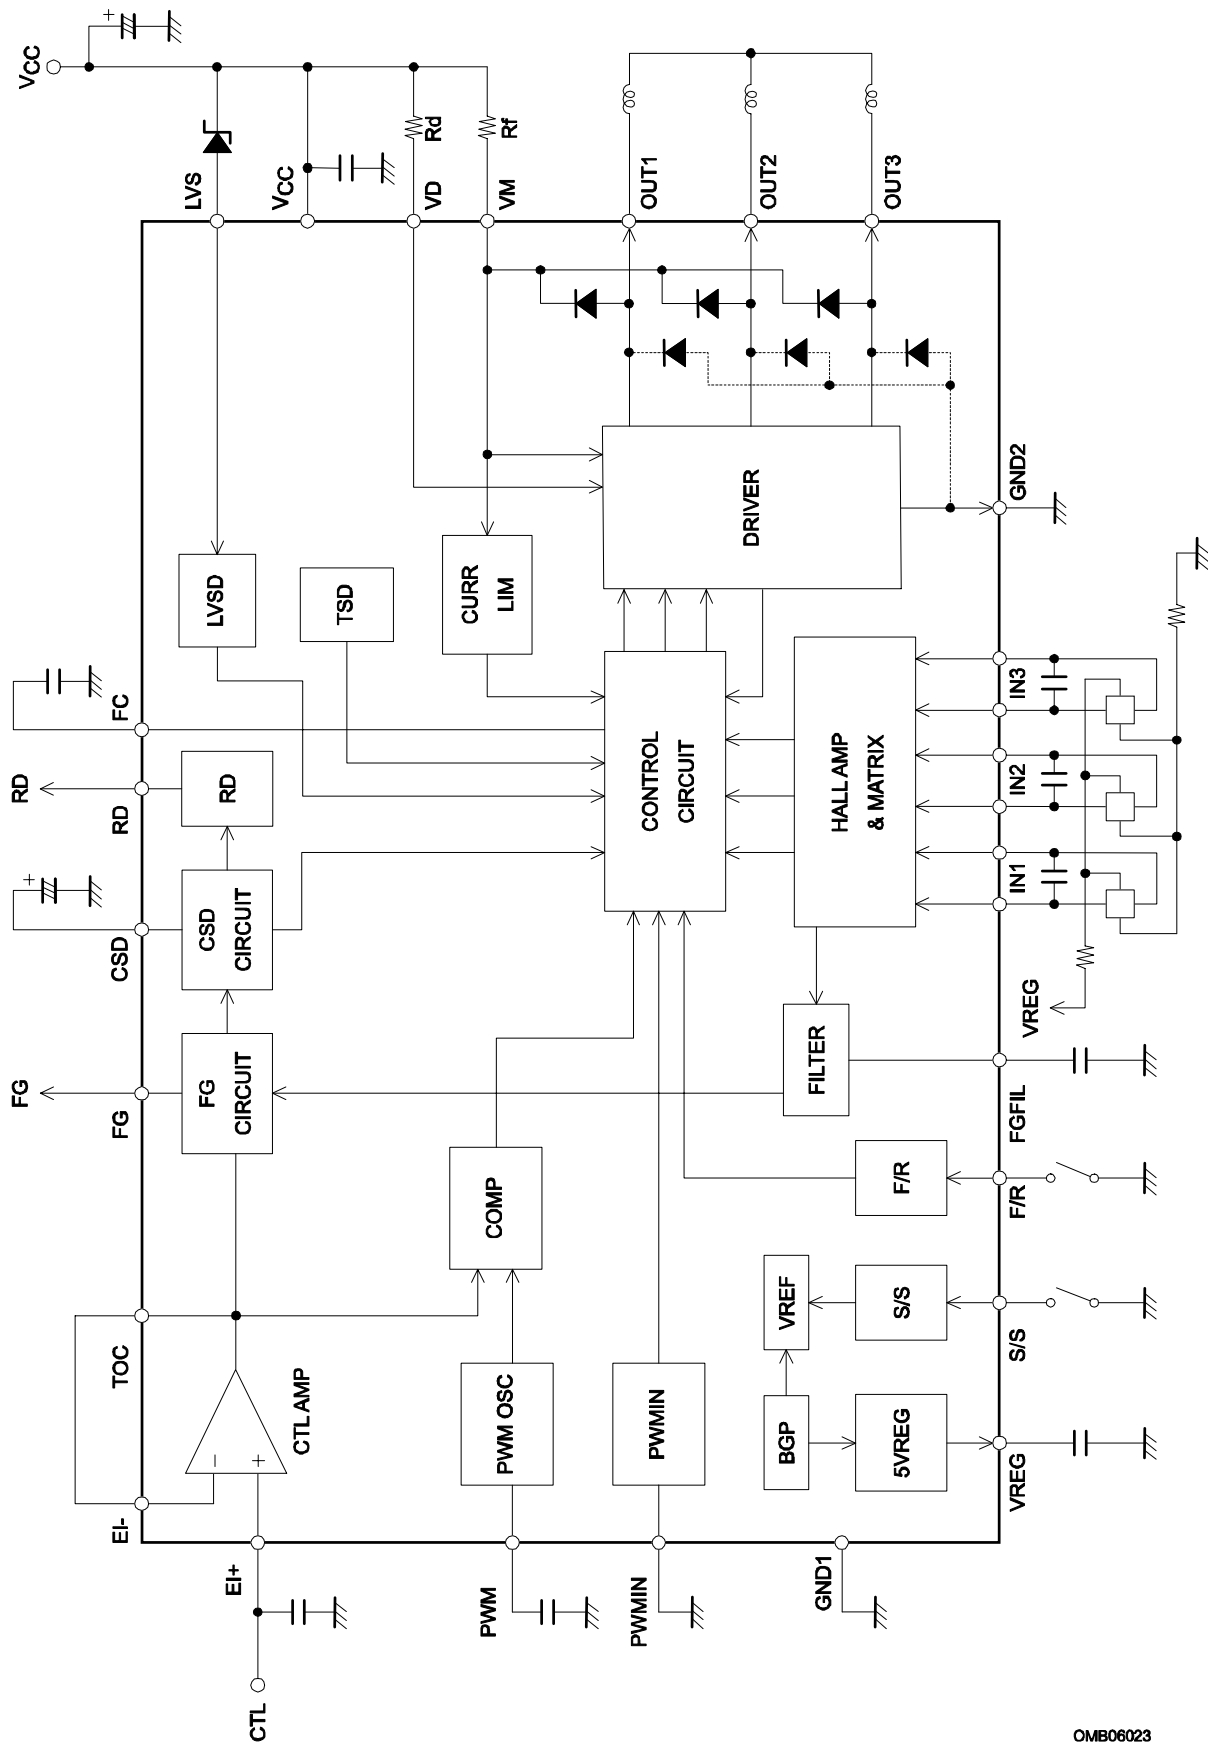 VCC
LVS
VCC
VD
Rd
VM
Rf
OUT1
OUT2
OUT3
FC
RD
RD
CSD
FG
FG
TOC
EI-
EI+
CTL
PWM
PWMIN
GND1
VREG
S/S
F/R
FGFIL
VREG
IN1
IN2
IN3
GND2
LVSD
TSD
CURR
LIM
DRIVER
RD
CSD
CIRCUIT
FG
CIRCUIT
CONTROL
CIRCUIT
HALL AMP
& MATRIX
FILTER
COMP
F/R
VREF
S/S
CTL AMP
−
+
PWM OSC
PWMIN
BGP
5VREG
+
+
OMB06023